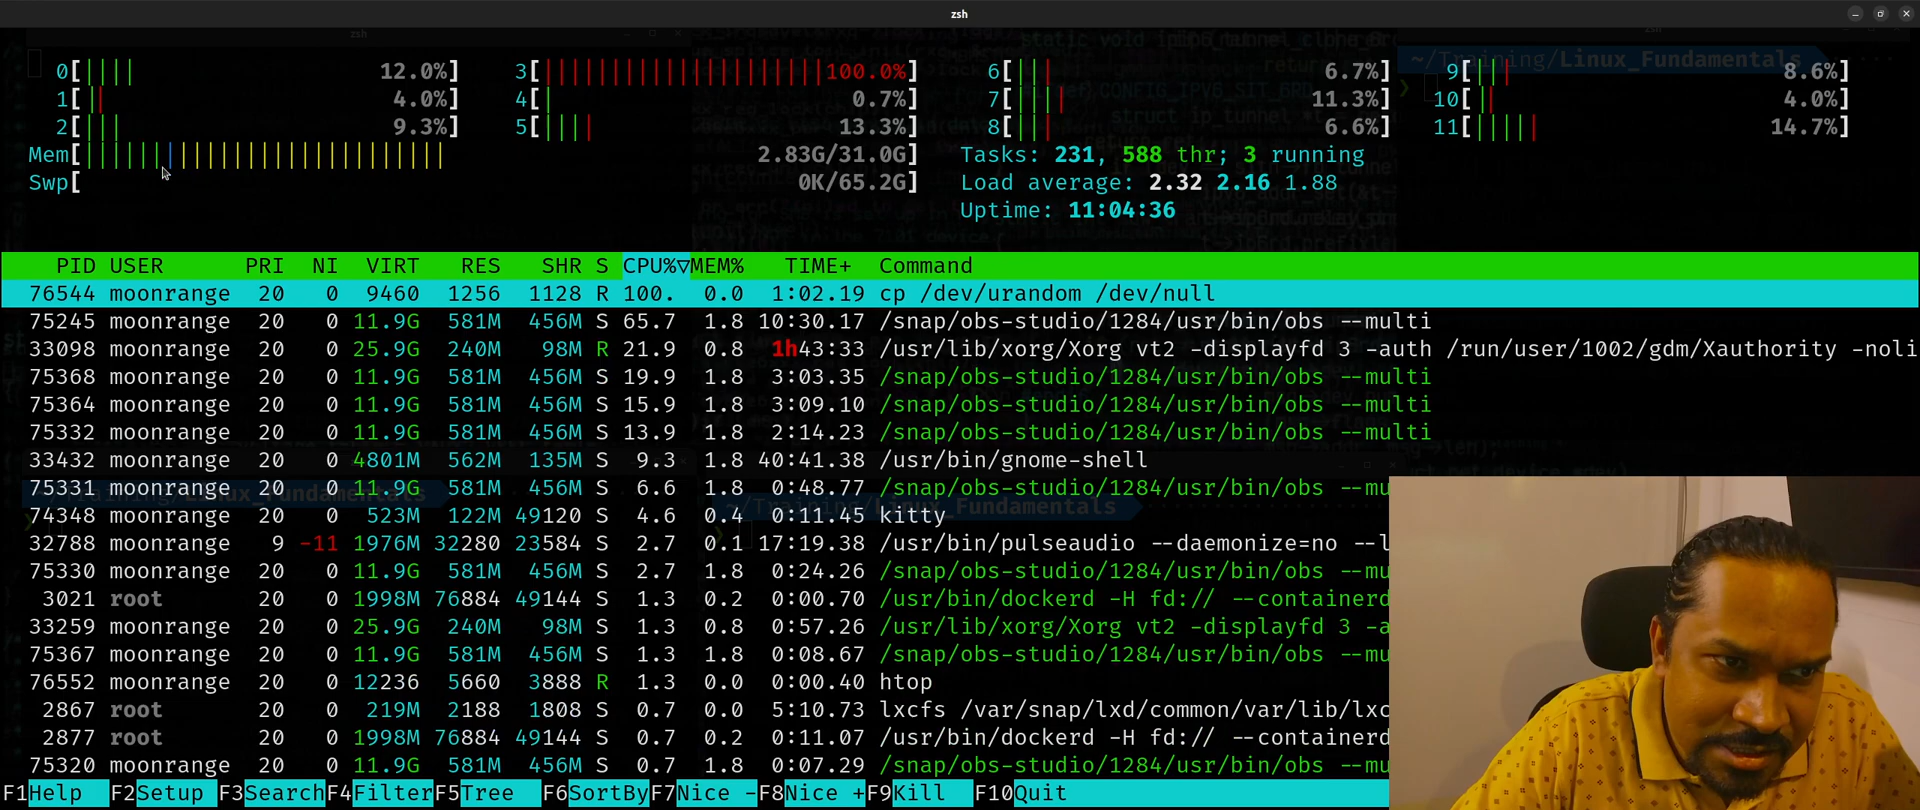 zsh
0[|||| 12.0%] 3[||||||||||||||||||||100.0%] 6[||| 6.7%] 9[||| 8.6%]
1[|| 4.0%] 4[| 0.7%] 7[|||| 11.3%] 10[|| 4.0%]
2[||| 9.3%] 5[|||| 13.3%] 8[||| 6.6%] 11[||||| 14.7%]
Mem[||||||||||||||||||||||||||| 2.83G/31.0G] Tasks: 231, 588 thr; 3 running
Swp[ 0K/65.2G] Load average: 2.32 2.16 1.88
Uptime: 11:04:36
~/Training/Linux_Fundamentals
PID USER PRI NI VIRT RES SHR S CPU%▽MEM% TIME+ Command
76544 moonrange 20 0 9460 1256 1128 R 100. 0.0 1:02.19 cp /dev/urandom /dev/null
75245 moonrange 20 0 11.9G 581M 456M S 65.7 1.8 10:30.17 /snap/obs-studio/1284/usr/bin/obs --multi
33098 moonrange 20 0 25.9G 240M 98M R 21.9 0.8 1h43:33 /usr/lib/xorg/Xorg vt2 -displayfd 3 -auth /run/user/1002/gdm/Xauthority -noli
75368 moonrange 20 0 11.9G 581M 456M S 19.9 1.8 3:03.35 /snap/obs-studio/1284/usr/bin/obs --multi
75364 moonrange 20 0 11.9G 581M 456M S 15.9 1.8 3:09.10 /snap/obs-studio/1284/usr/bin/obs --multi
75332 moonrange 20 0 11.9G 581M 456M S 13.9 1.8 2:14.23 /snap/obs-studio/1284/usr/bin/obs --multi
33432 moonrange 20 0 4801M 562M 135M S 9.3 1.8 40:41.38 /usr/bin/gnome-shell
75331 moonrange 20 0 11.9G 581M 456M S 6.6 1.8 0:48.77 /snap/obs-studio/1284/usr/bin/obs --mu
74348 moonrange 20 0 523M 122M 49120 S 4.6 0.4 0:11.45 kitty
32788 moonrange 9 -11 1976M 32280 23584 S 2.7 0.1 17:19.38 /usr/bin/pulseaudio --daemonize=no --l
75330 moonrange 20 0 11.9G 581M 456M S 2.7 1.8 0:24.26 /snap/obs-studio/1284/usr/bin/obs --mu
3021 root 20 0 1998M 76884 49144 S 1.3 0.2 0:00.70 /usr/bin/dockerd -H fd:// --containerd
33259 moonrange 20 0 25.9G 240M 98M S 1.3 0.8 0:57.26 /usr/lib/xorg/Xorg vt2 -displayfd 3 -a
75367 moonrange 20 0 11.9G 581M 456M S 1.3 1.8 0:08.67 /snap/obs-studio/1284/usr/bin/obs --mu
76552 moonrange 20 0 12236 5660 3888 R 1.3 0.0 0:00.40 htop
2867 root 20 0 219M 2188 1808 S 0.7 0.0 5:10.73 lxcfs /var/snap/lxd/common/var/lib/lxc
2877 root 20 0 1998M 76884 49144 S 0.7 0.2 0:11.07 /usr/bin/dockerd -H fd:// --containerd
75320 moonrange 20 0 11.9G 581M 456M S 0.7 1.8 0:07.29 /snap/obs-studio/1284/usr/bin/obs --mu
F1Help F2Setup F3SearchF4FilterF5Tree F6SortByF7Nice -F8Nice +F9Kill F10Quit